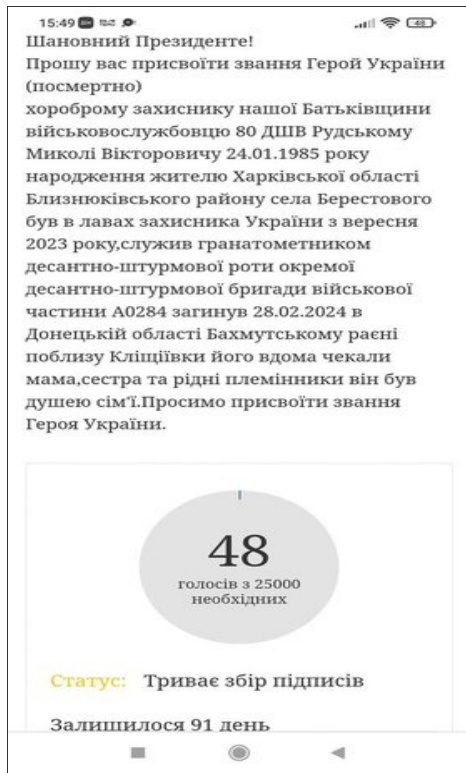 15:49
48
Шановний Президенте!
Прошу вас присвоїти звання Герой України
(посмертно)
хороброму захиснику нашої Батьківщини
військовослужбовцю 80 ДШВ Рудському
Миколі Вікторовичу 24.01.1985 року
народження жителю Харківської області
Близнюківського району села Берестового
був в лавах захисника України з вересня
2023 року,служив гранатометником
десантно-штурмової роти окремої
десантно-штурмової бригади військової
частини А0284 загинув 28.02.2024 в
Донецькій області Бахмутському раєні
поблизу Кліщіївки його вдома чекали
мама,сестра та рідні племінники він був
душею сім'ї.Просимо присвоїти звання
Героя України.
48
голосів з 25000
необхідних
Статус: Триває збір підписів
Залишилося 91 день